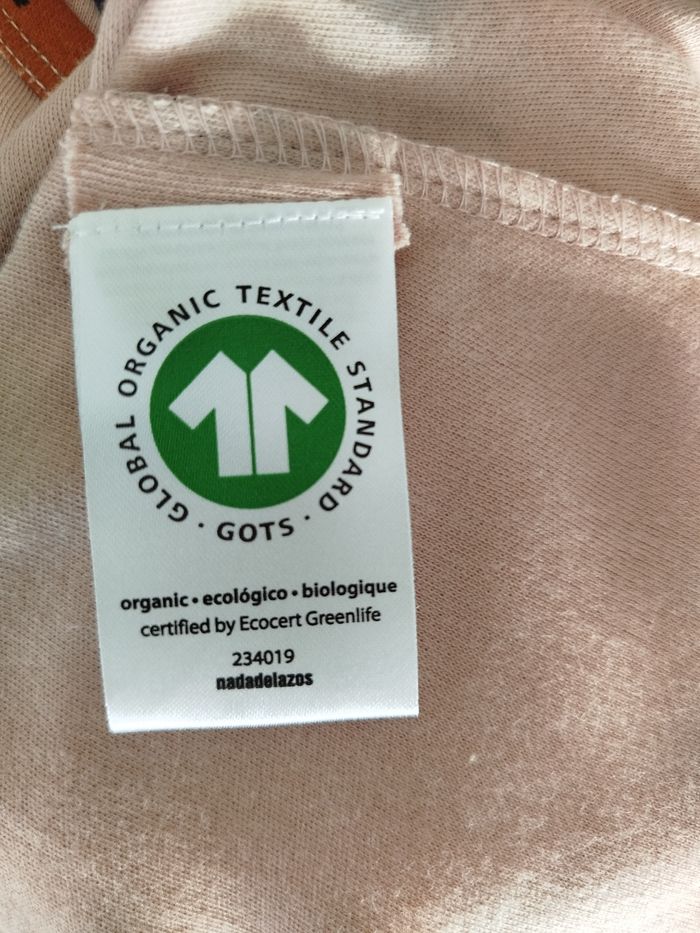 GLOBAL ORGANIC TEXTILE STANDARD · GOTS ·
organic • ecológico • biologique
certified by Ecocert Greenlife
234019
nadadelazos